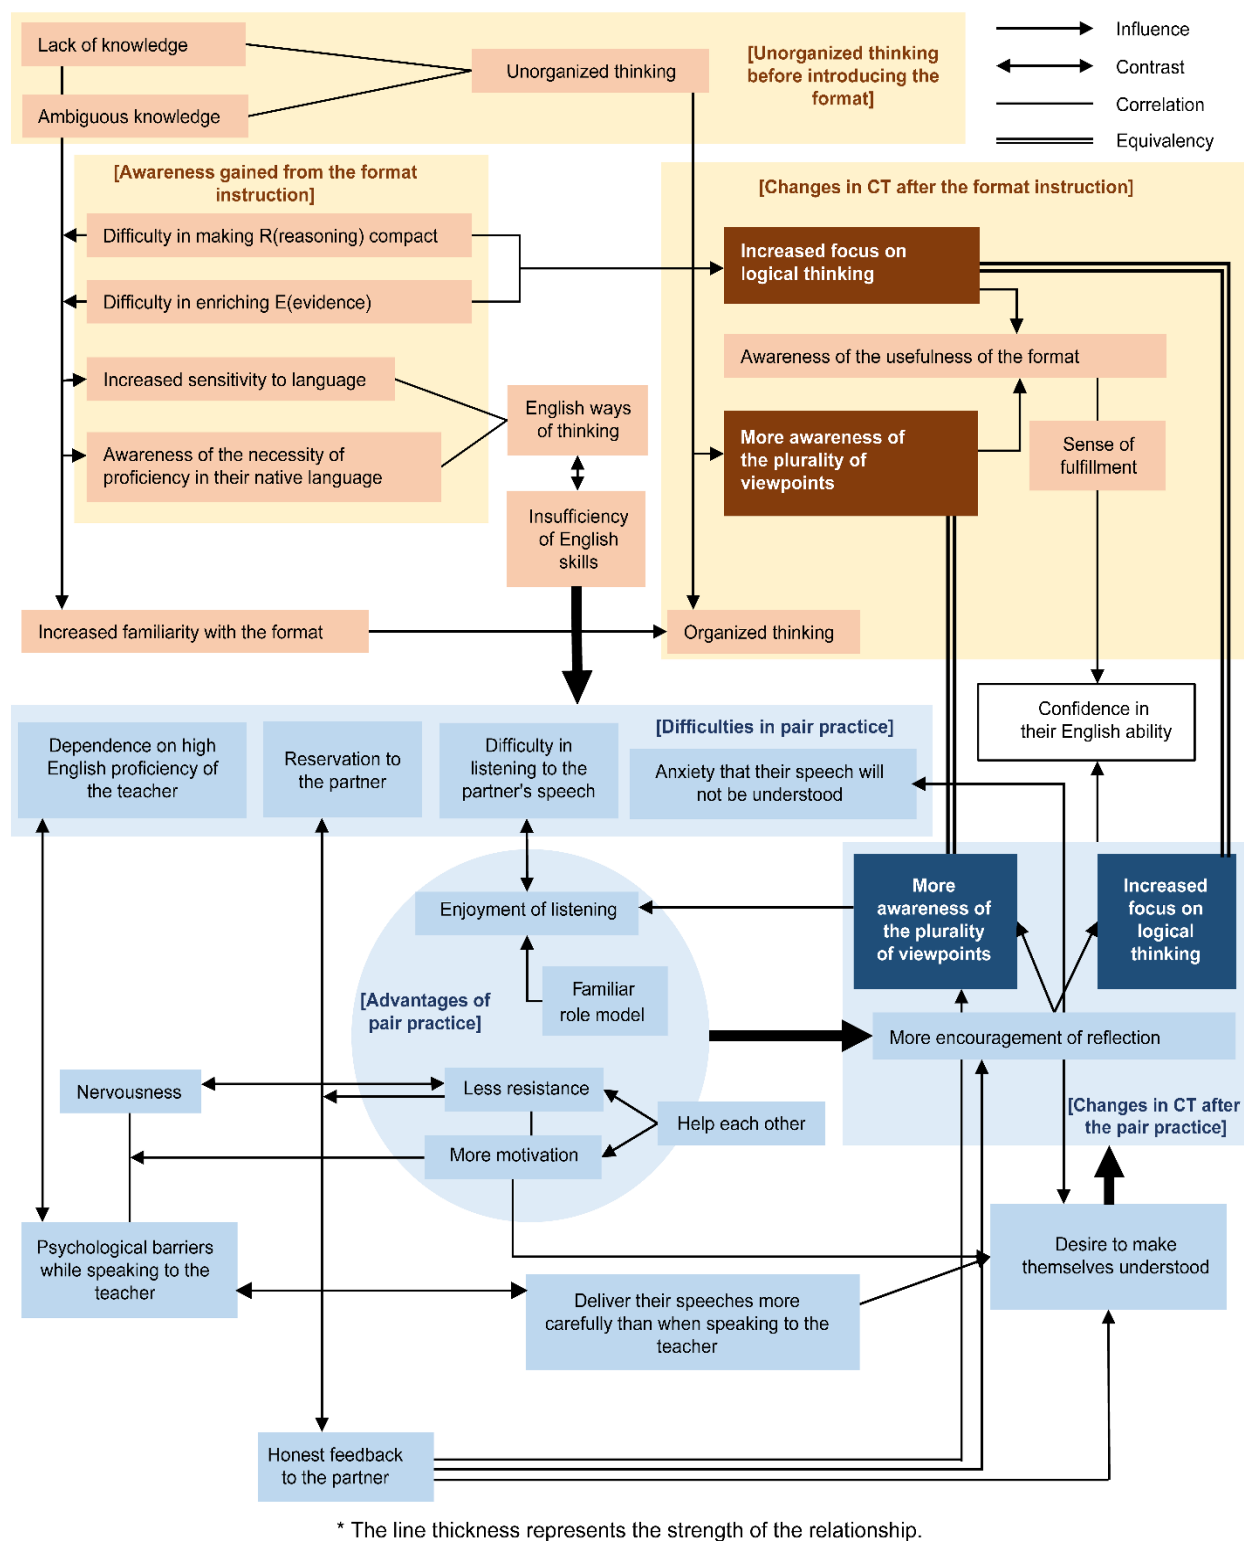 Lack of knowledge
Ambiguous knowledge
Unorganized thinking
[Unorganized thinking
before introducing the
format]
Influence
Contrast
Correlation
Equivalency
[Awareness gained from the format
instruction]
Difficulty in making R(reasoning) compact
Difficulty in enriching E(evidence)
Increased sensitivity to language
Awareness of the necessity of
proficiency in their native language
English ways
of thinking
Insufficiency
of English
skills
[Changes in CT after the format instruction]
Increased focus on
logical thinking
Awareness of the usefulness of the format
More awareness of
the plurality of
viewpoints
Sense of
fulfillment
Increased familiarity with the format
Organized thinking
Confidence in
their English ability
[Difficulties in pair practice]
Dependence on high
English proficiency of
the teacher
Reservation to
the partner
Difficulty in
listening to the
partner's speech
Anxiety that their speech will
not be understood
Enjoyment of listening
Familiar
role model
[Advantages of
pair practice]
Less resistance
More motivation
Help each other
Nervousness
More
awareness of
the plurality
of viewpoints
Increased
focus on
logical
thinking
More encouragement of reflection
[Changes in CT after
the pair practice]
Psychological barriers
while speaking to the
teacher
Deliver their speeches more
carefully than when speaking to the
teacher
Desire to make
themselves understood
Honest feedback
to the partner
* The line thickness represents the strength of the relationship.